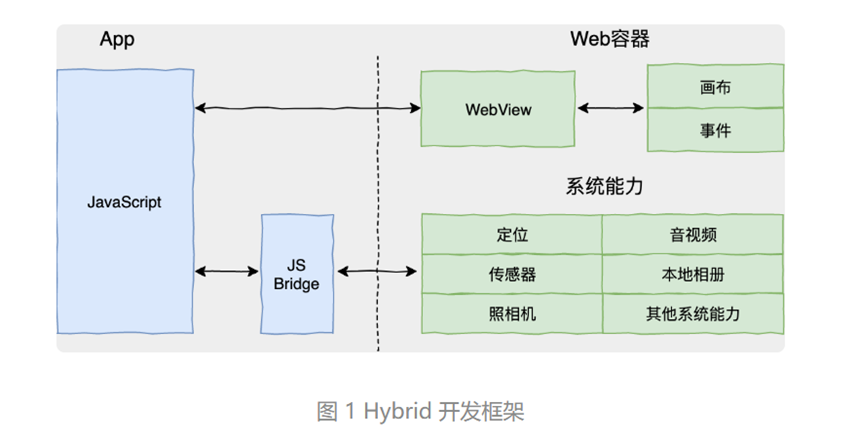 App
Web容器
JavaScript
WebView
画布
事件
系统能力
JS
Bridge
定位
音视频
传感器
本地相册
照相机
其他系统能力
图 1 Hybrid 开发框架